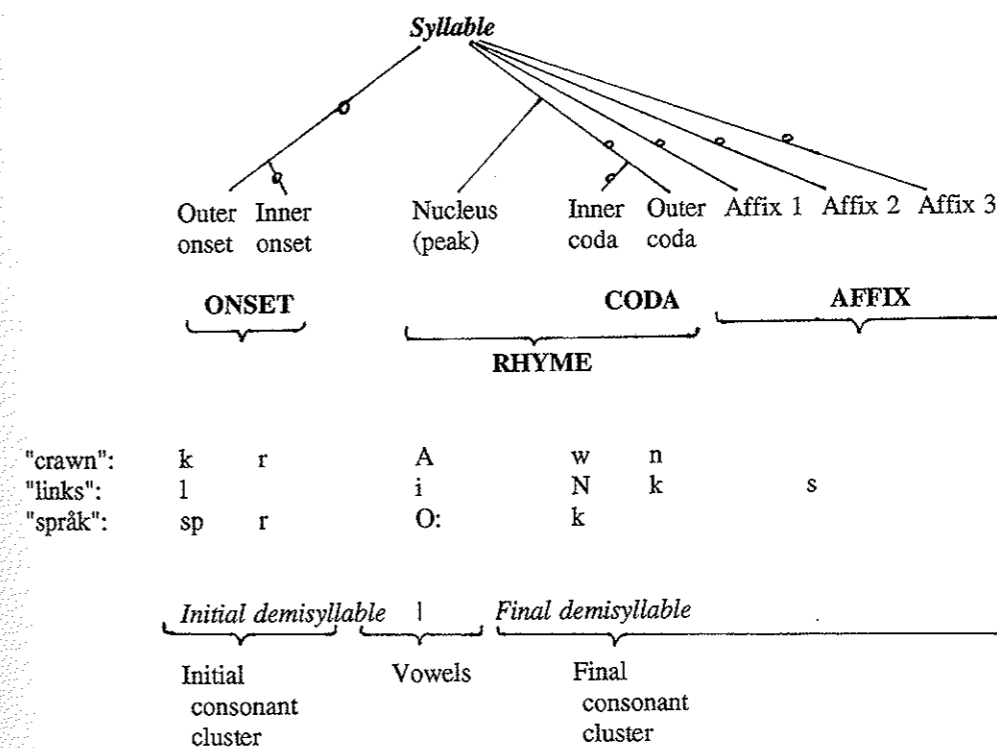 Syllable
Outer Inner Nucleus Inner Outer Affix 1 Affix 2 Affix 3
onset onset (peak) coda coda
ONSET CODA AFFIX
RHYME
"crawn": k r A w n
"links": l i N k s
"språk": sp r O: k
Initial demisyllable | Final demisyllable
Initial Vowels Final
consonant consonant
cluster cluster